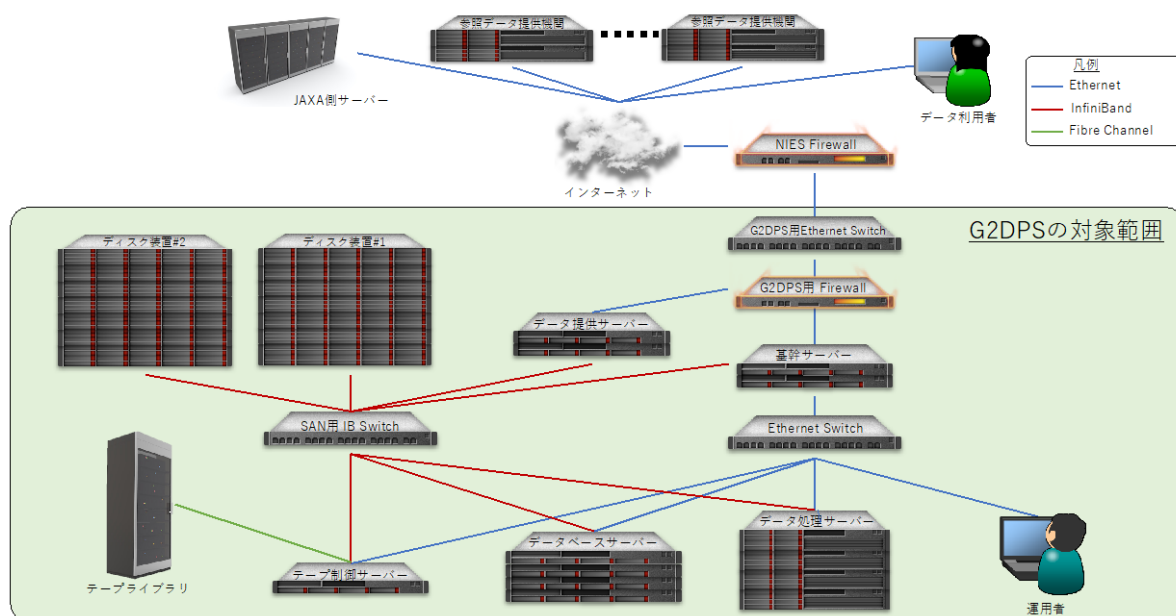 参照データ提供機関
参照データ提供機関
JAXA側サーバー
データ利用者
凡例
Ethernet
InfiniBand
Fibre Channel
NIES Firewall
インターネット
G2DPSの対象範囲
G2DPS用Ethernet Switch
ディスク装置#2
ディスク装置#1
G2DPS用 Firewall
データ提供サーバー
基幹サーバー
SAN用 IB Switch
Ethernet Switch
データ処理サーバー
データベースサーバー
テープ制御サーバー
テープライブラリ
運用者